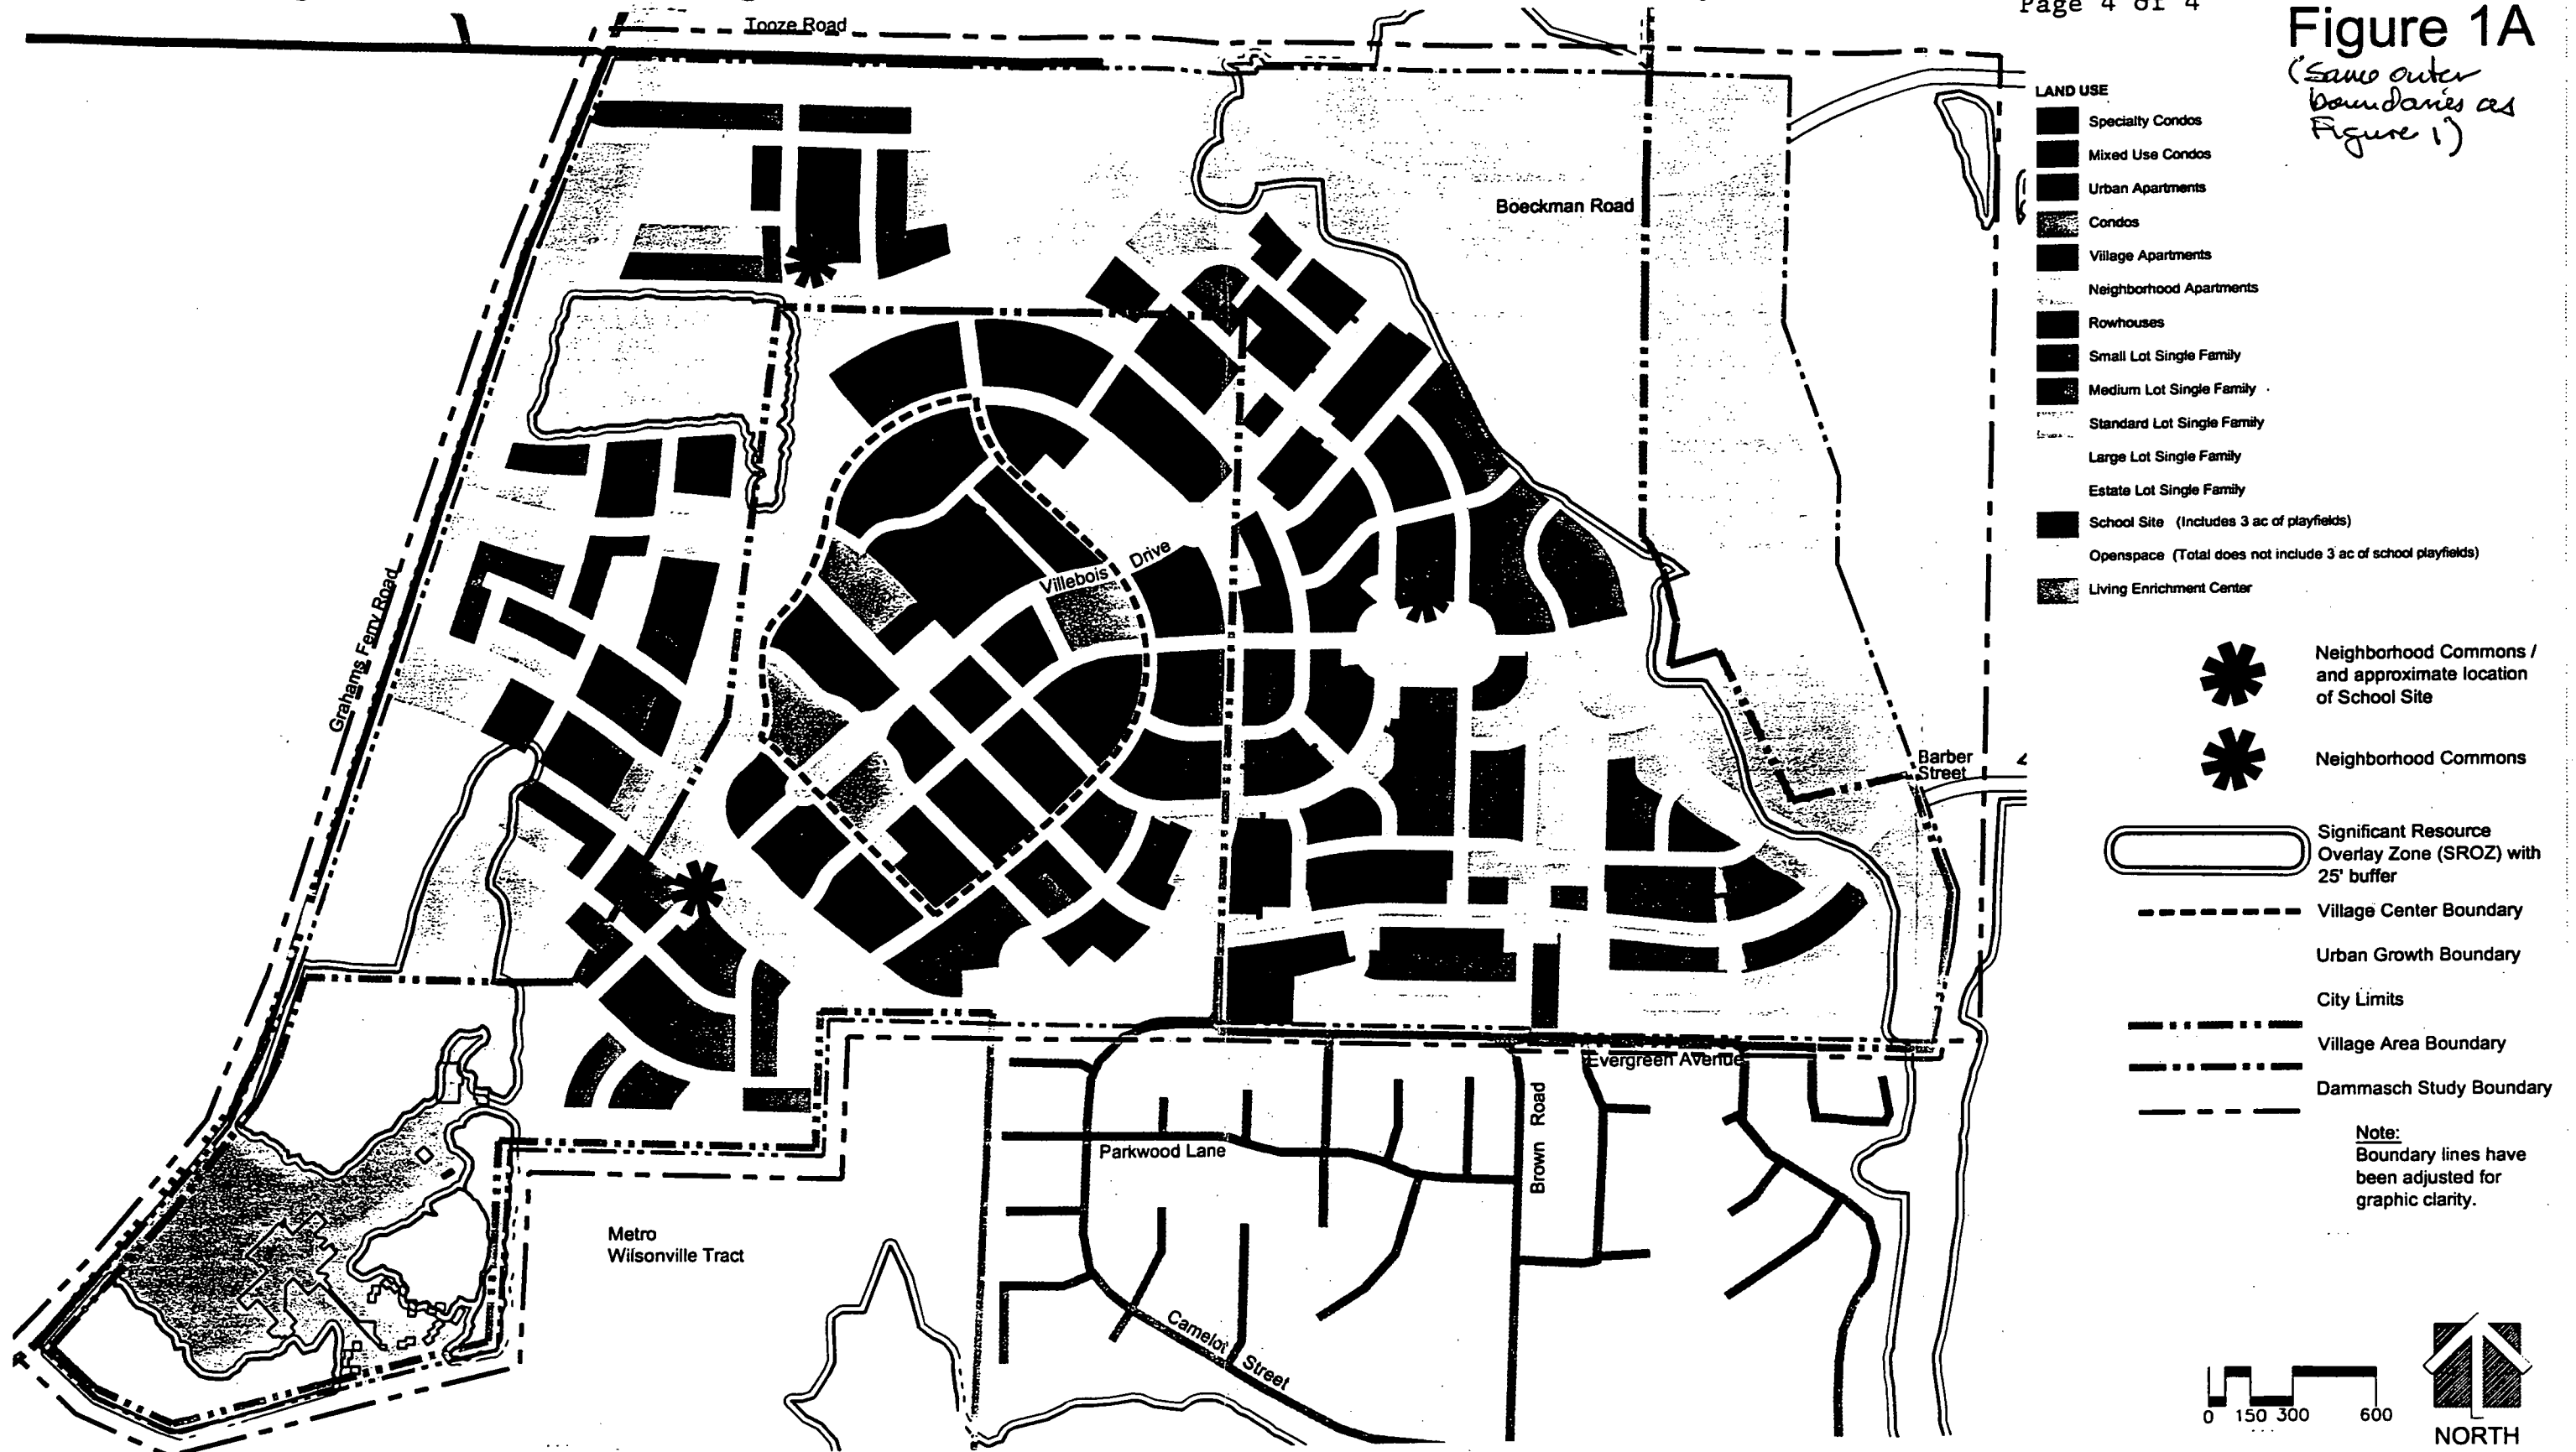 Page 4 of 4
Figure 1A
(Same outer
boundaries as
Figure 1)
Tooze Road
Boeckman Road
Villebois Drive
Grahams Ferry Road
Barber
Street
Evergreen Avenue
Parkwood Lane
Brown Road
Metro
Wilsonville Tract
Camelot Street
LAND USE
Specialty Condos
Mixed Use Condos
Urban Apartments
Condos
Village Apartments
Neighborhood Apartments
Rowhouses
Small Lot Single Family
Medium Lot Single Family
Standard Lot Single Family
Large Lot Single Family
Estate Lot Single Family
School Site (Includes 3 ac of playfields)
Openspace (Total does not include 3 ac of school playfields)
Living Enrichment Center
Neighborhood Commons /
and approximate location
of School Site
Neighborhood Commons
Significant Resource
Overlay Zone (SROZ) with
25' buffer
Village Center Boundary
Urban Growth Boundary
City Limits
Village Area Boundary
Dammasch Study Boundary
Note:
Boundary lines have
been adjusted for
graphic clarity.
0 150 300 600
NORTH